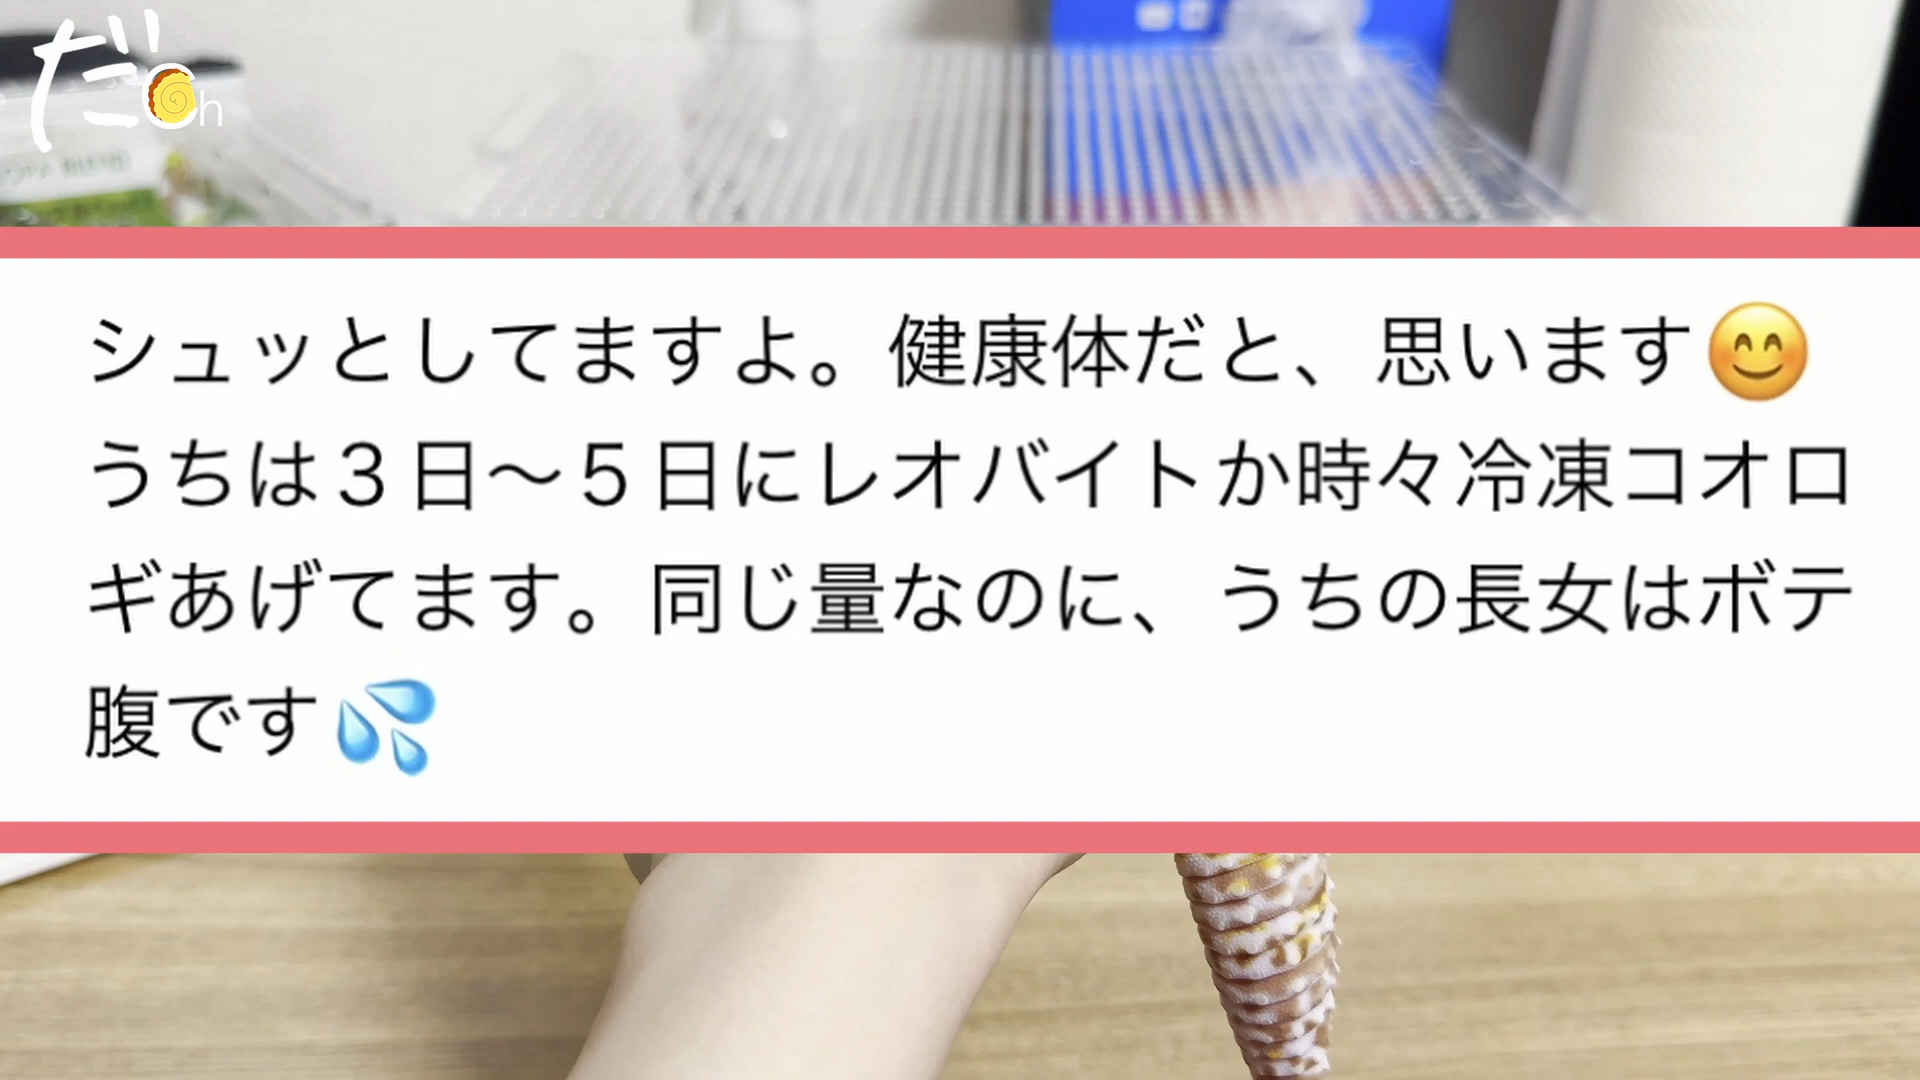 だ
ch
BLEND
シュッとしてますよ。健康体だと、思います😊
うちは３日〜５日にレオバイトか時々冷凍コオロ
ギあげてます。同じ量なのに、うちの長女はボテ
腹です💦